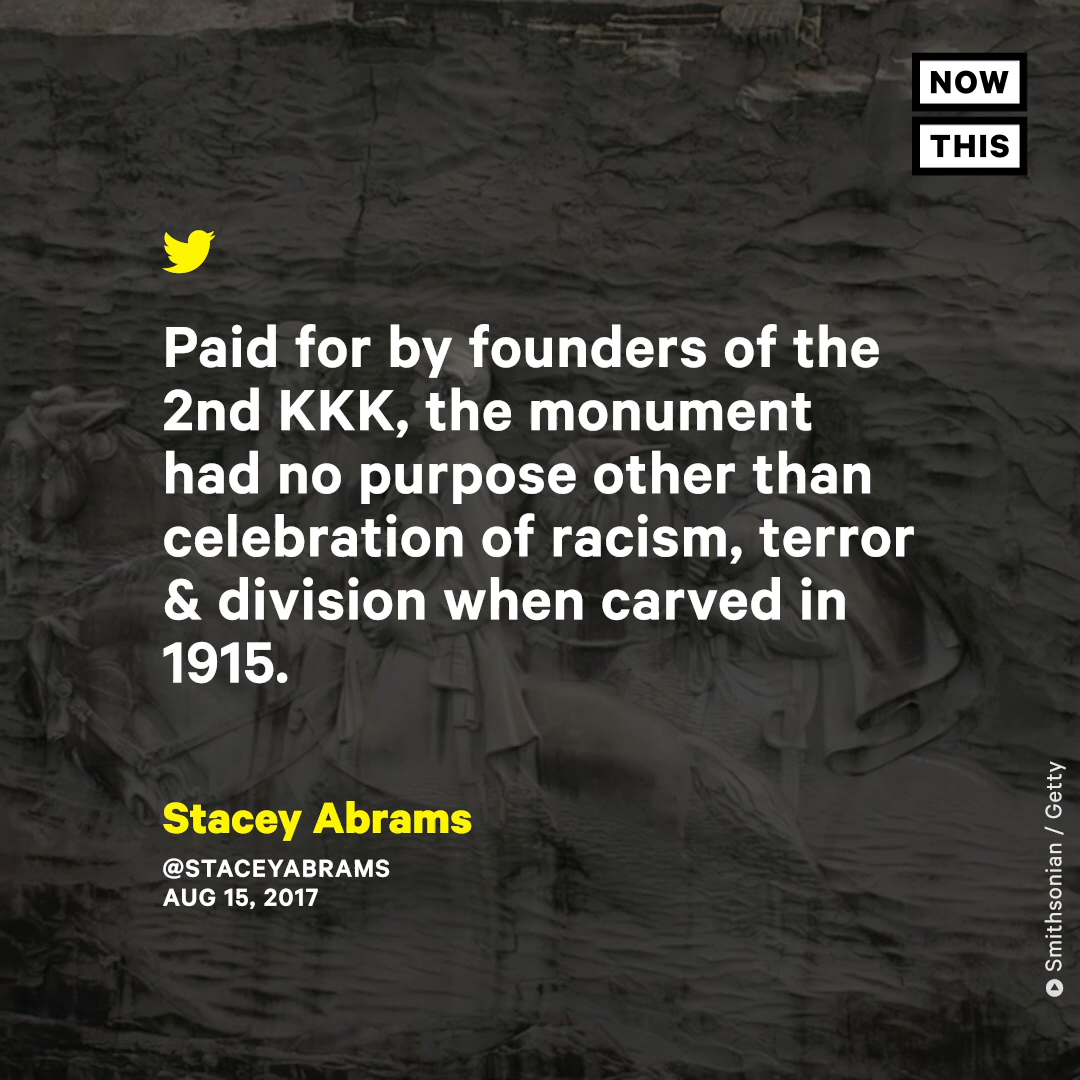 NOW
THIS
Paid for by founders of the
2nd KKK, the monument
had no purpose other than
celebration of racism, terror
& division when carved in
1915.
Stacey Abrams
@STACEYABRAMS
AUG 15, 2017
Smithsonian / Getty